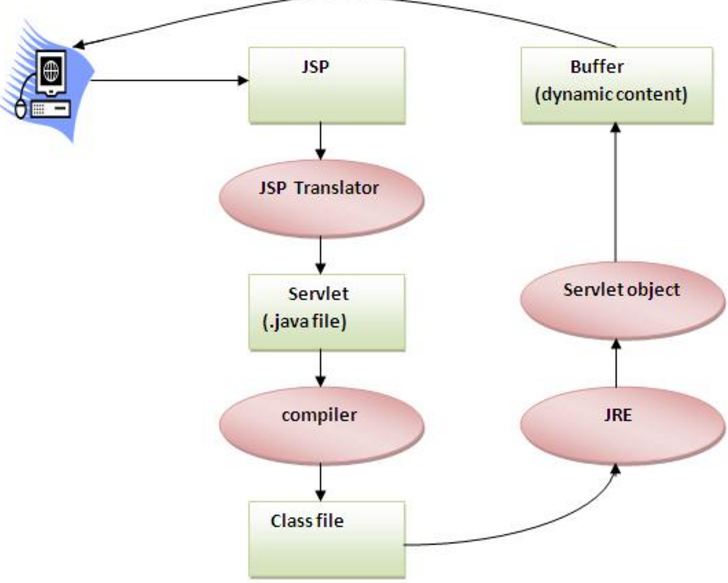 JSP
JSP Translator
Servlet
(.java file)
compiler
Class file
JRE
Servlet object
Buffer
(dynamic content)